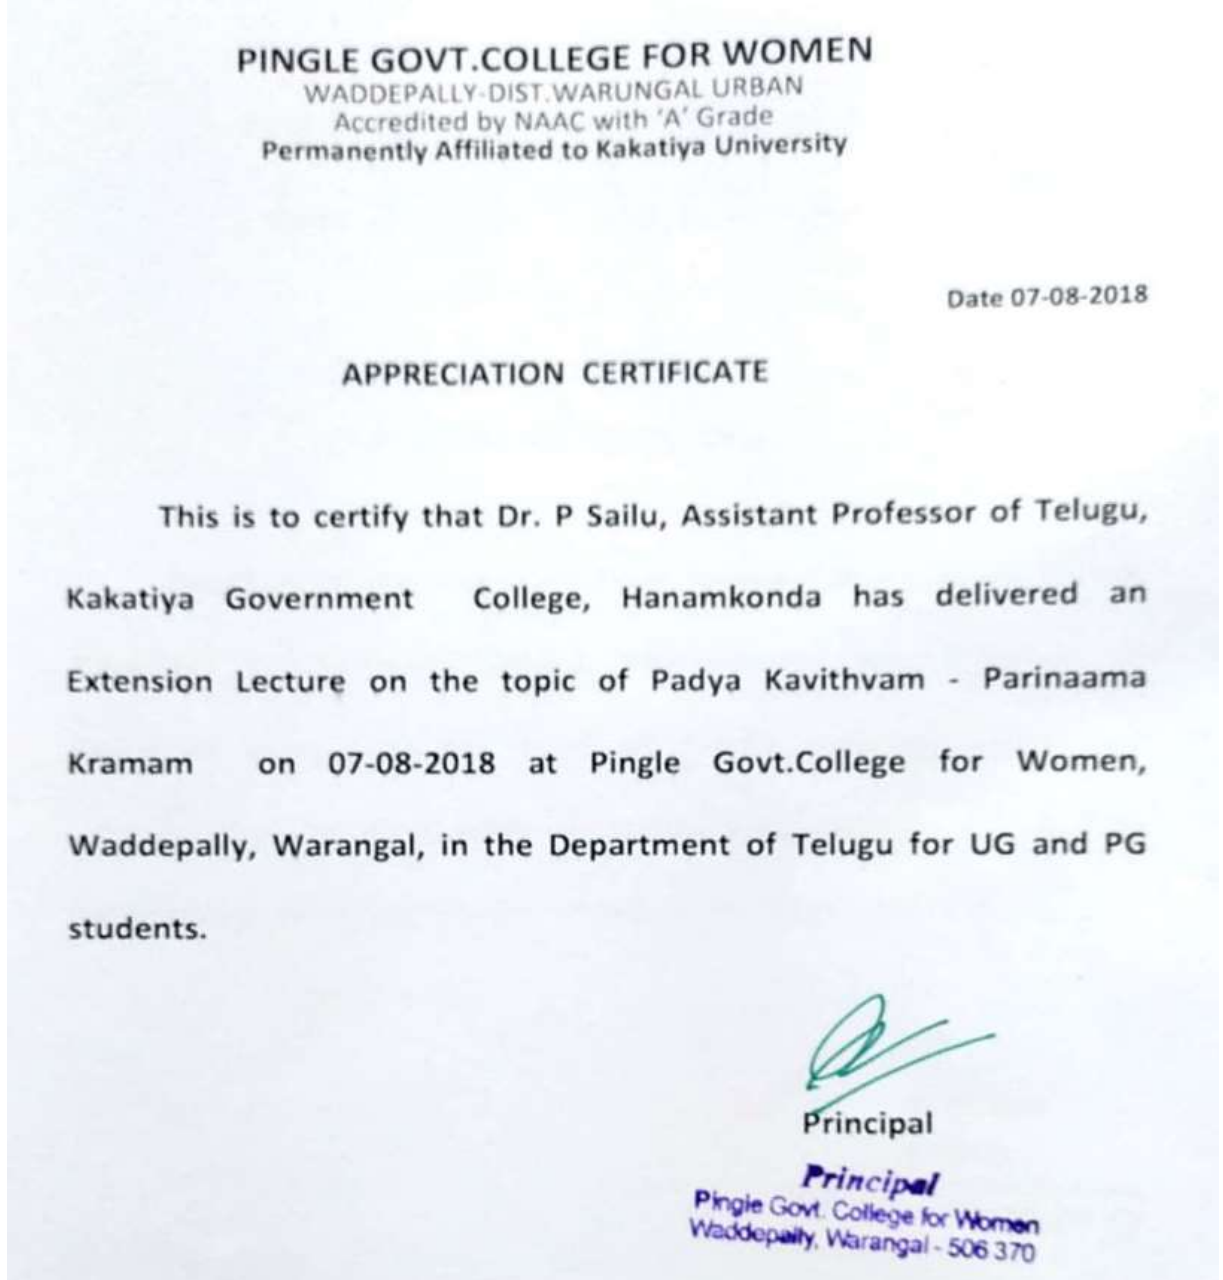 PINGLE GOVT.COLLEGE FOR WOMEN
WADDEPALLY-DIST.WARUNGAL URBAN
Accredited by NAAC with 'A' Grade
Permanently Affiliated to Kakatiya University
Date 07-08-2018
APPRECIATION CERTIFICATE
This is to certify that Dr. P Sailu, Assistant Professor of Telugu,
Kakatiya Government College, Hanamkonda has delivered an
Extension Lecture on the topic of Padya Kavithvam - Parinaama
Kramam on 07-08-2018 at Pingle Govt.College for Women,
Waddepally, Warangal, in the Department of Telugu for UG and PG
students.
Principal
Principal
Pingle Govt. College for Women
Waddepally, Warangal - 506 370